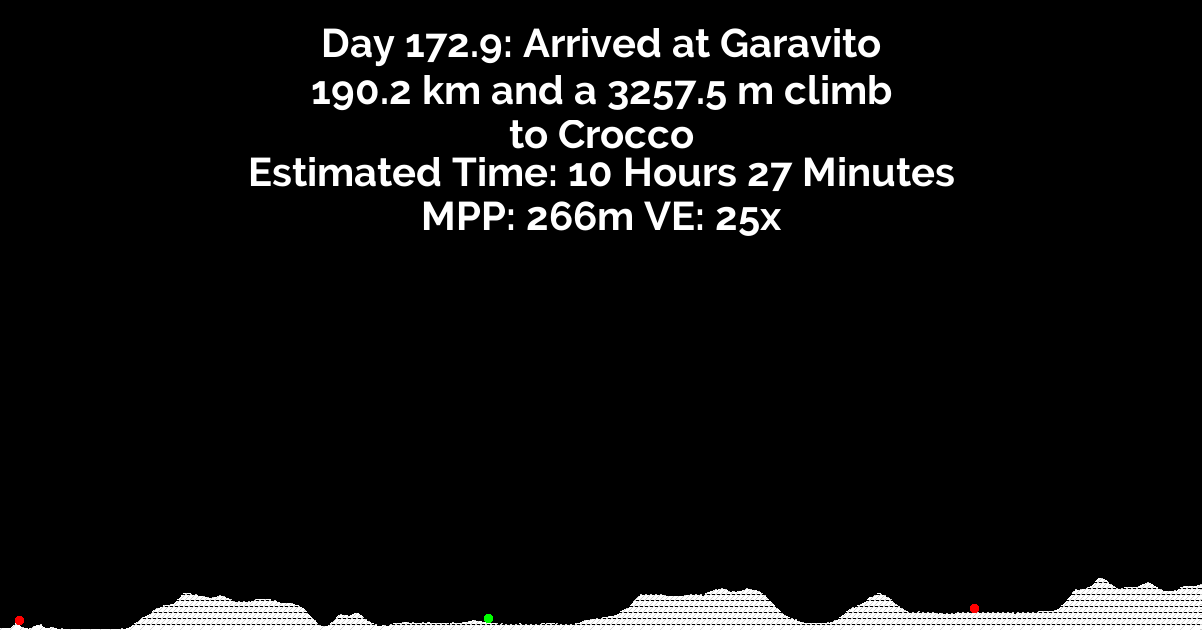 Day 172.9: Arrived at Garavito
190.2 km and a 3257.5 m climb
to Crocco
Estimated Time: 10 Hours 27 Minutes
MPP: 266m VE: 25x